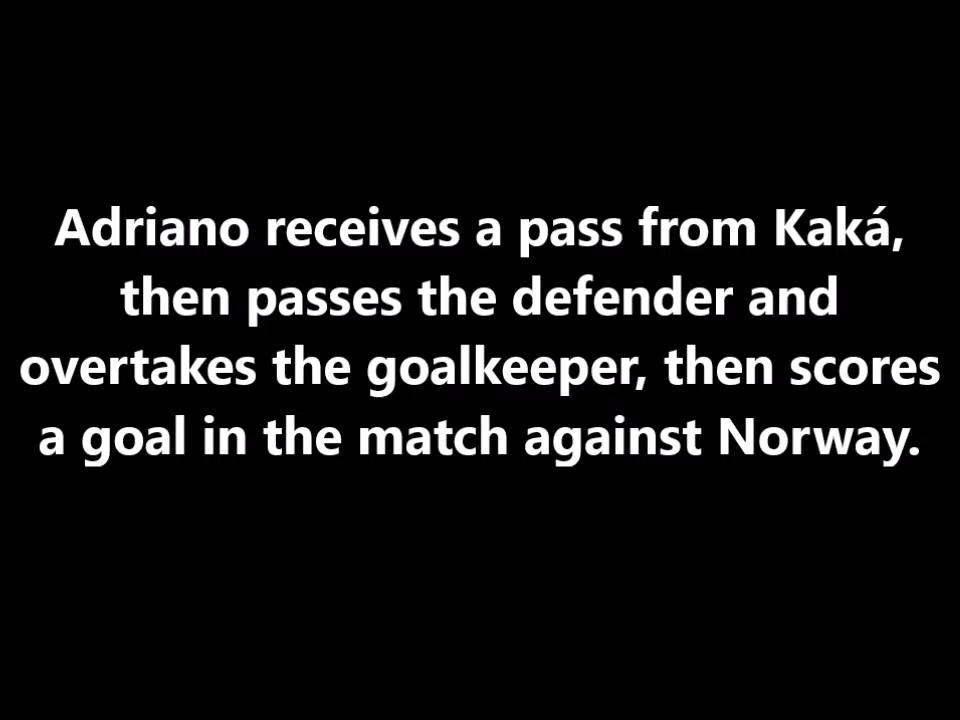 Adriano receives a pass from Kaká,
then passes the defender and
overtakes the goalkeeper, then scores
a goal in the match against Norway.